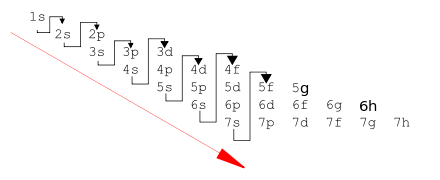 1s
2s 2p
3s 3p 3d
4s 4p 4d 4f
5s 5p 5d 5f 5g
6s 6p 6d 6f 6g 6h
7s 7p 7d 7f 7g 7h